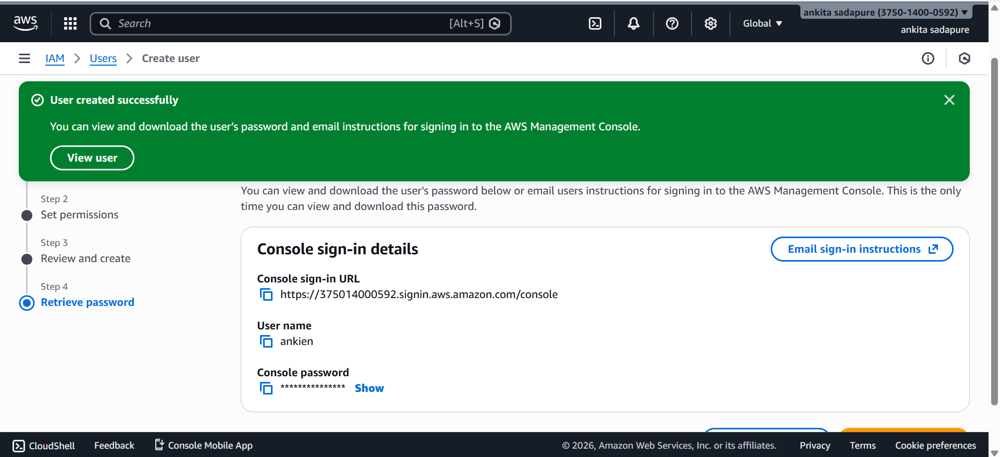 aws
Search
[Alt+S]
Global
ankita sadapure (3750-1400-0592)
ankita sadapure
IAM
Users
Create user
User created successfully
You can view and download the user's password and email instructions for signing in to the AWS Management Console.
View user
You can view and download the user's password below or email users instructions for signing in to the AWS Management Console. This is the only
time you can view and download this password.
Step 2
Set permissions
Step 3
Review and create
Step 4
Retrieve password
Console sign-in details
Email sign-in instructions
Console sign-in URL
https://375014000592.signin.aws.amazon.com/console
User name
ankien
Console password
*************** Show
CloudShell
Feedback
Console Mobile App
© 2026, Amazon Web Services, Inc. or its affiliates.
Privacy
Terms
Cookie preferences